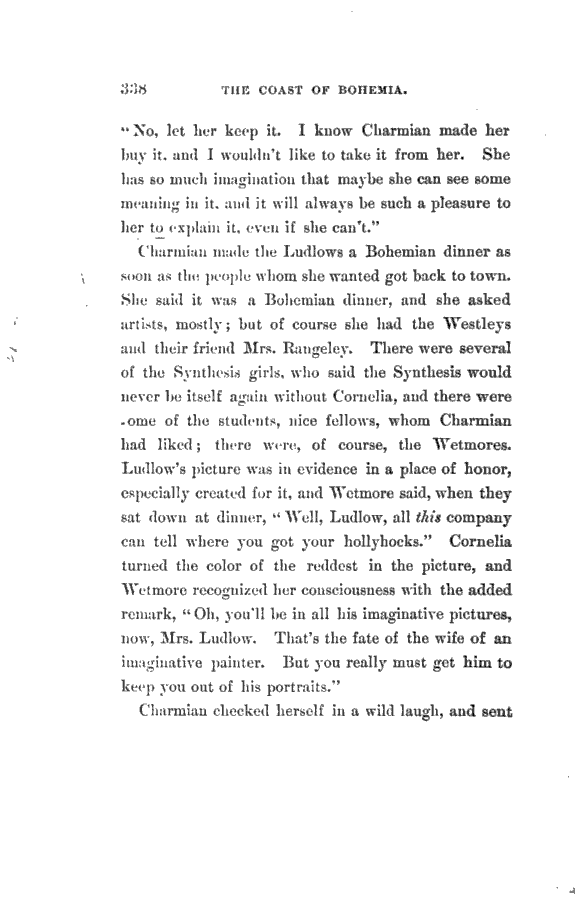 338 THE COAST OF BOHEMIA.
“No, let her keep it. I know Charmian made her
buy it, and I wouldn't like to take it from her. She
has so much imagination that maybe she can see some
meaning in it, and it will always be such a pleasure to
her to explain it, even if she can't.”
Charmian made the Ludlows a Bohemian dinner as
soon as the people whom she wanted got back to town.
She said it was a Bohemian dinner, and she asked
artists, mostly; but of course she had the Westleys
and their friend Mrs. Rangeley. There were several
of the Synthesis girls, who said the Synthesis would
never be itself again without Cornelia, and there were
some of the students, nice fellows, whom Charmian
had liked; there were, of course, the Wetmores.
Ludlow's picture was in evidence in a place of honor,
especially created for it, and Wetmore said, when they
sat down at dinner, “Well, Ludlow, all this company
can tell where you got your hollyhocks.” Cornelia
turned the color of the reddest in the picture, and
Wetmore recognized her consciousness with the added
remark, “Oh, you'll be in all his imaginative pictures,
now, Mrs. Ludlow. That's the fate of the wife of an
imaginative painter. But you really must get him to
keep you out of his portraits.”
Charmian checked herself in a wild laugh, and sent